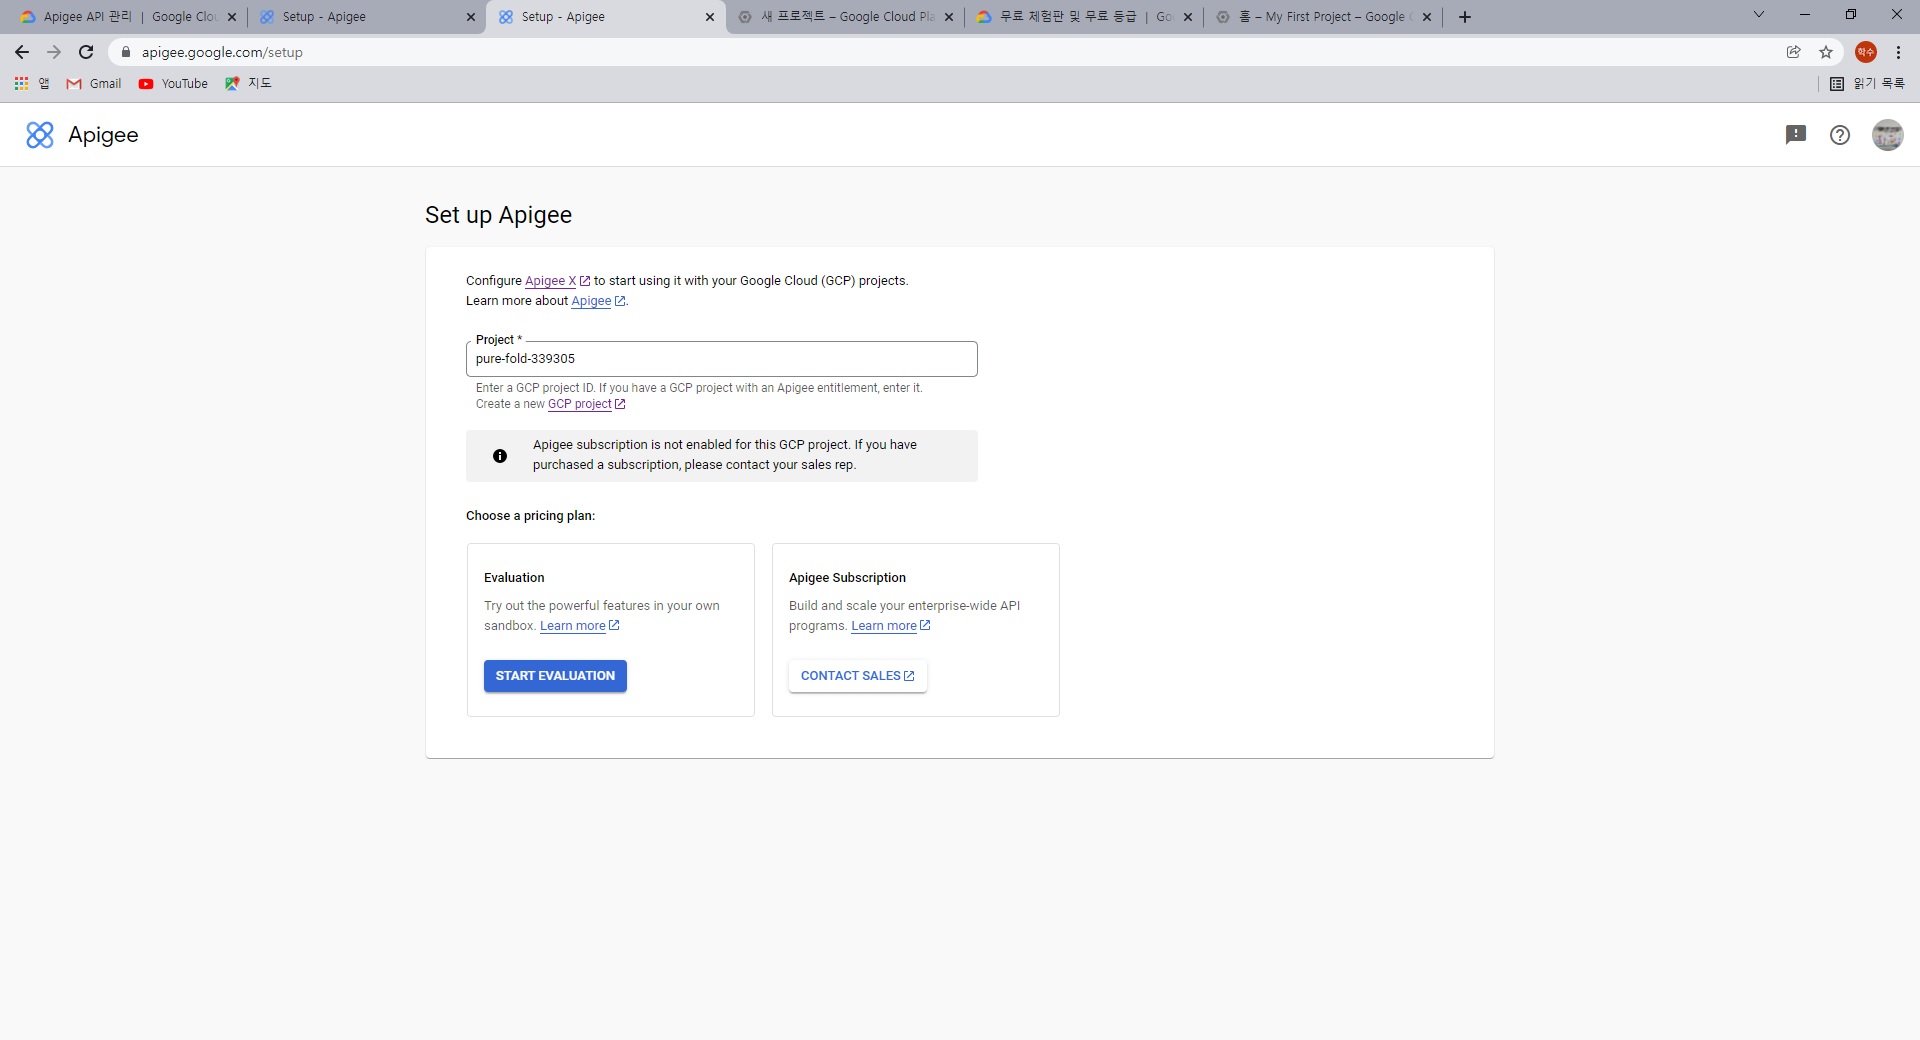 Apigee API 관리 | Google Clou
Setup - Apigee
Setup - Apigee
새 프로젝트 – Google Cloud Pla
무료 체험판 및 무료 등급 | Go
홈 – My First Project – Google C
apigee.google.com/setup
학수
앱
Gmail
YouTube
지도
읽기 목록
Apigee
Set up Apigee
Configure Apigee X to start using it with your Google Cloud (GCP) projects.
Learn more about Apigee.
Project *
pure-fold-339305
Enter a GCP project ID. If you have a GCP project with an Apigee entitlement, enter it.
Create a new GCP project
Apigee subscription is not enabled for this GCP project. If you have
purchased a subscription, please contact your sales rep.
Choose a pricing plan:
Evaluation
Try out the powerful features in your own
sandbox. Learn more
START EVALUATION
Apigee Subscription
Build and scale your enterprise-wide API
programs. Learn more
CONTACT SALES